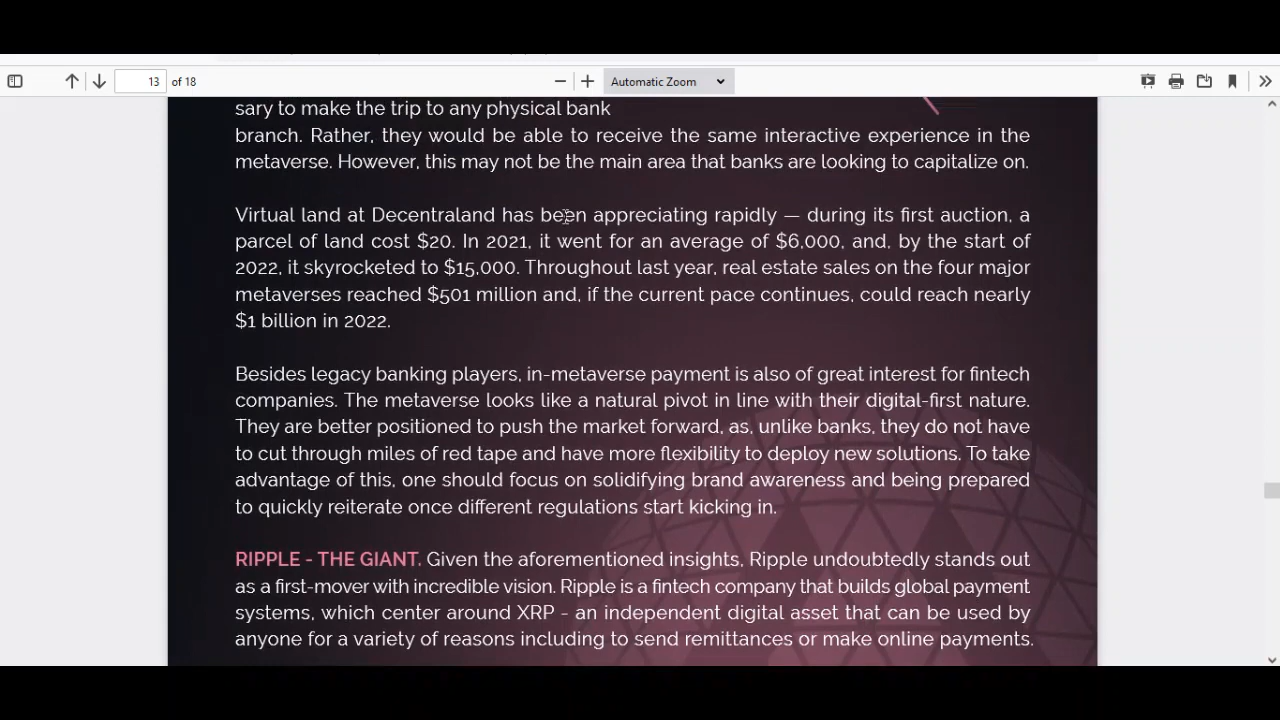 13 of 18
Automatic Zoom
sary to make the trip to any physical bank
branch. Rather, they would be able to receive the same interactive experience in the
metaverse. However, this may not be the main area that banks are looking to capitalize on.
Virtual land at Decentraland has been appreciating rapidly — during its first auction, a
parcel of land cost $20. In 2021, it went for an average of $6,000, and, by the start of
2022, it skyrocketed to $15,000. Throughout last year, real estate sales on the four major
metaverses reached $501 million and, if the current pace continues, could reach nearly
$1 billion in 2022.
Besides legacy banking players, in-metaverse payment is also of great interest for fintech
companies. The metaverse looks like a natural pivot in line with their digital-first nature.
They are better positioned to push the market forward, as, unlike banks, they do not have
to cut through miles of red tape and have more flexibility to deploy new solutions. To take
advantage of this, one should focus on solidifying brand awareness and being prepared
to quickly reiterate once different regulations start kicking in.
RIPPLE - THE GIANT. Given the aforementioned insights, Ripple undoubtedly stands out
as a first-mover with incredible vision. Ripple is a fintech company that builds global payment
systems, which center around XRP - an independent digital asset that can be used by
anyone for a variety of reasons including to send remittances or make online payments.